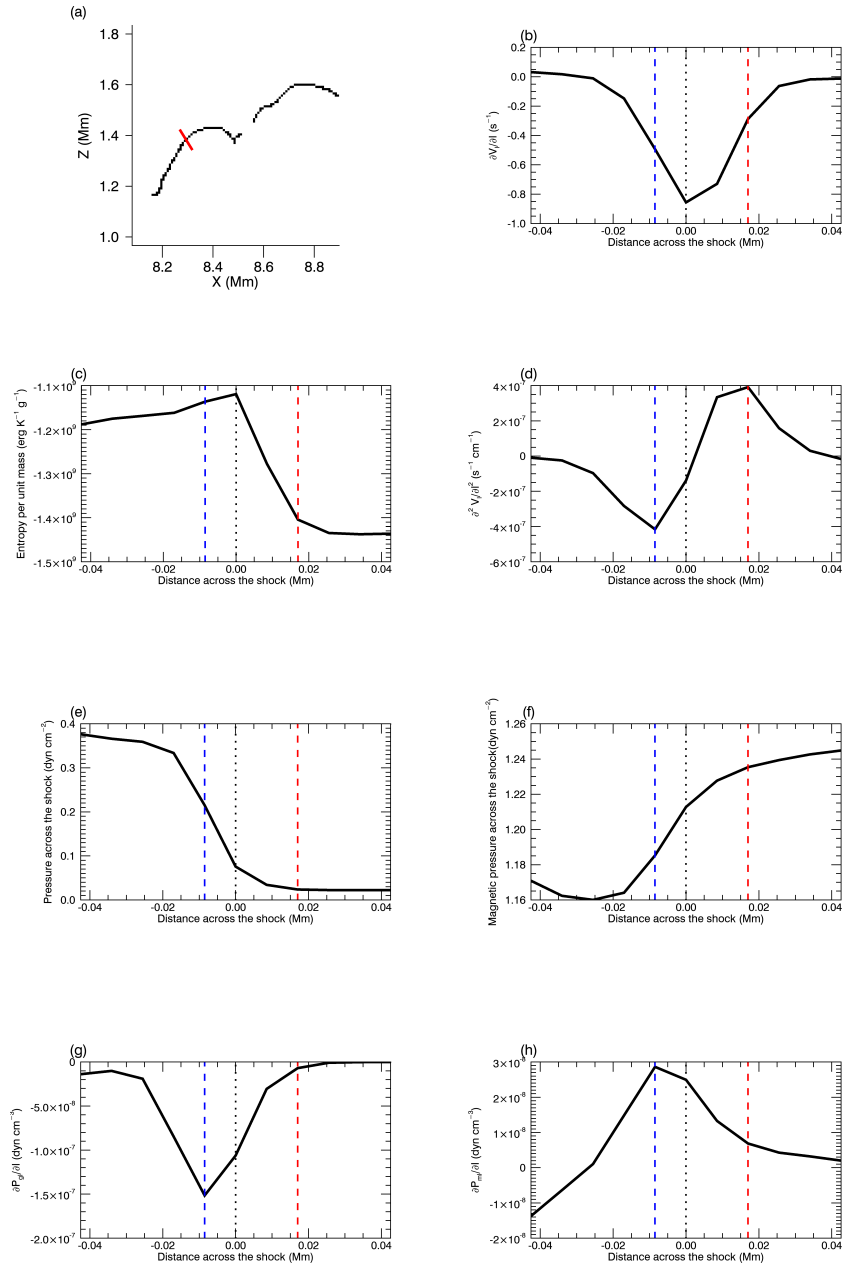 (a)
1.8
1.6
1.4
1.2
1.0
Z (Mm)
8.2 8.4 8.6 8.8
X (Mm)
(b)
0.2
0.0
-0.2
-0.4
-0.6
-0.8
-1.0
∂Vₗ/∂l (s⁻¹)
-0.04 -0.02 0.00 0.02 0.04
Distance across the shock (Mm)
(c)
-1.1×10⁹
-1.2×10⁹
-1.3×10⁹
-1.4×10⁹
-1.5×10⁹
Entropy per unit mass (erg K⁻¹ g⁻¹)
-0.04 -0.02 0.00 0.02 0.04
Distance across the shock (Mm)
(d)
4×10⁻⁷
2×10⁻⁷
0
-2×10⁻⁷
-4×10⁻⁷
-6×10⁻⁷
∂² Vₗ/∂l² (s⁻¹ cm⁻¹)
-0.04 -0.02 0.00 0.02 0.04
Distance across the shock (Mm)
(e)
0.4
0.3
0.2
0.1
0.0
Pressure across the shock (dyn cm⁻²)
-0.04 -0.02 0.00 0.02 0.04
Distance across the shock (Mm)
(f)
1.26
1.24
1.22
1.20
1.18
1.16
Magnetic pressure across the shock(dyn cm⁻²)
-0.04 -0.02 0.00 0.02 0.04
Distance across the shock (Mm)
(g)
0
-5.0×10⁻⁸
-1.0×10⁻⁷
-1.5×10⁻⁷
-2.0×10⁻⁷
-0.04 -0.02 0.00 0.02 0.04
Distance across the shock (Mm)
(h)
3×10⁻⁸
2×10⁻⁸
1×10⁻⁸
0
-1×10⁻⁸
-2×10⁻⁸
-0.04 -0.02 0.00 0.02 0.04
Distance across the shock (Mm)